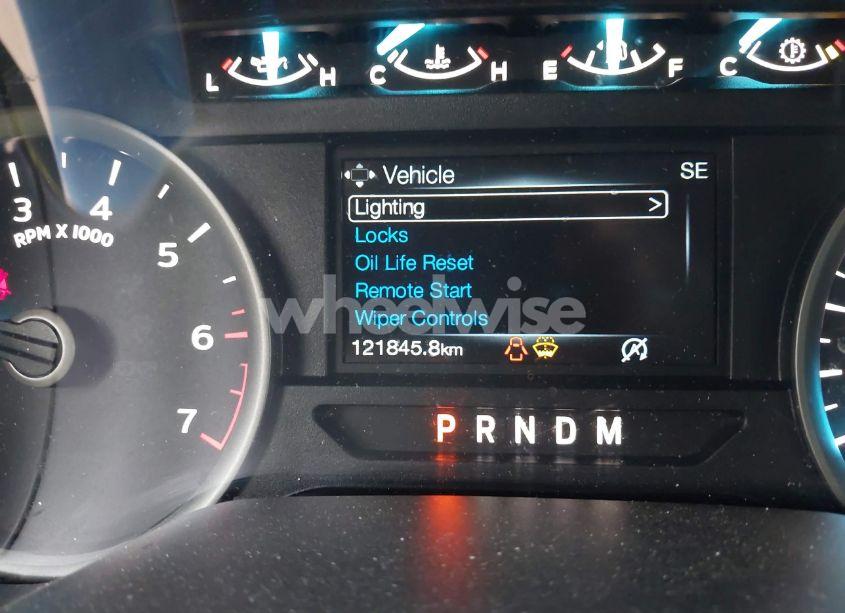 L H C H E F C
Vehicle SE
Lighting >
Locks
Oil Life Reset
Remote Start
Wiper Controls
121845.8km
3 4 5 6 7
RPM X 1000
P R N D M
wheelwise